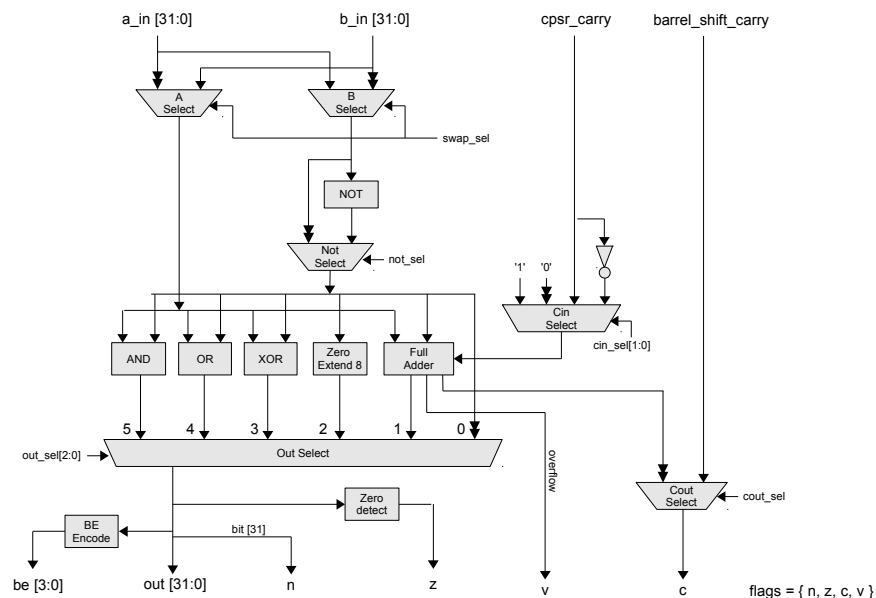 a_in [31:0]
b_in [31:0]
cpsr_carry
barrel_shift_carry
A
Select
B
Select
swap_sel
NOT
Not
Select
not_sel
'1'
'0'
Cin
Select
cin_sel[1:0]
AND
OR
XOR
Zero
Extend 8
Full
Adder
5
4
3
2
1
0
out_sel[2:0]
Out Select
overflow
Cout
Select
cout_sel
Zero
detect
BE
Encode
bit [31]
be [3:0]
out [31:0]
n
z
v
c
flags = { n, z, c, v }